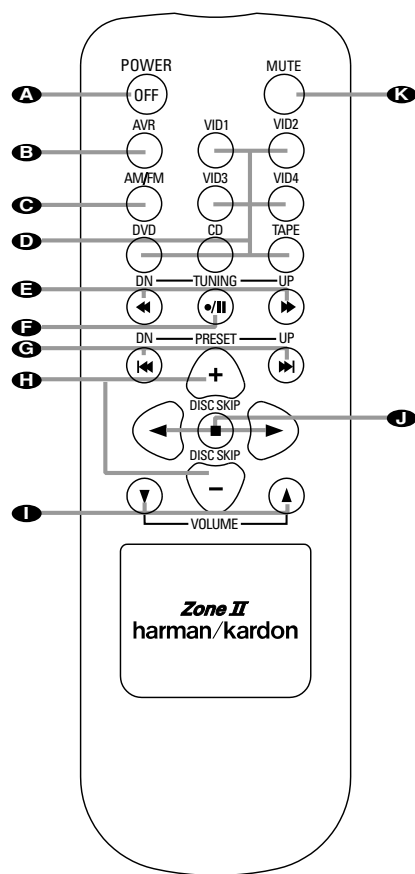 POWER MUTE
A OFF K
AVR VID1 VID2
B
AM/FM VID3 VID4
C
D
DVD CD TAPE
E DN TUNING UP
F
G DN PRESET UP
H +
DISC SKIP
J
DISC SKIP
−
I VOLUME
Zone II
harman/kardon